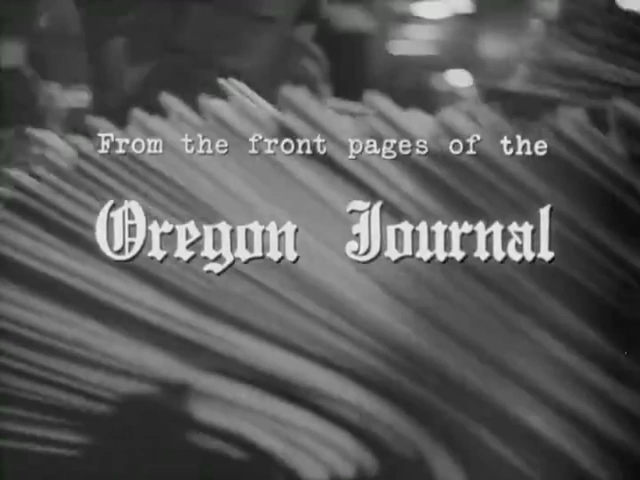 From the front pages of the
Oregon Journal